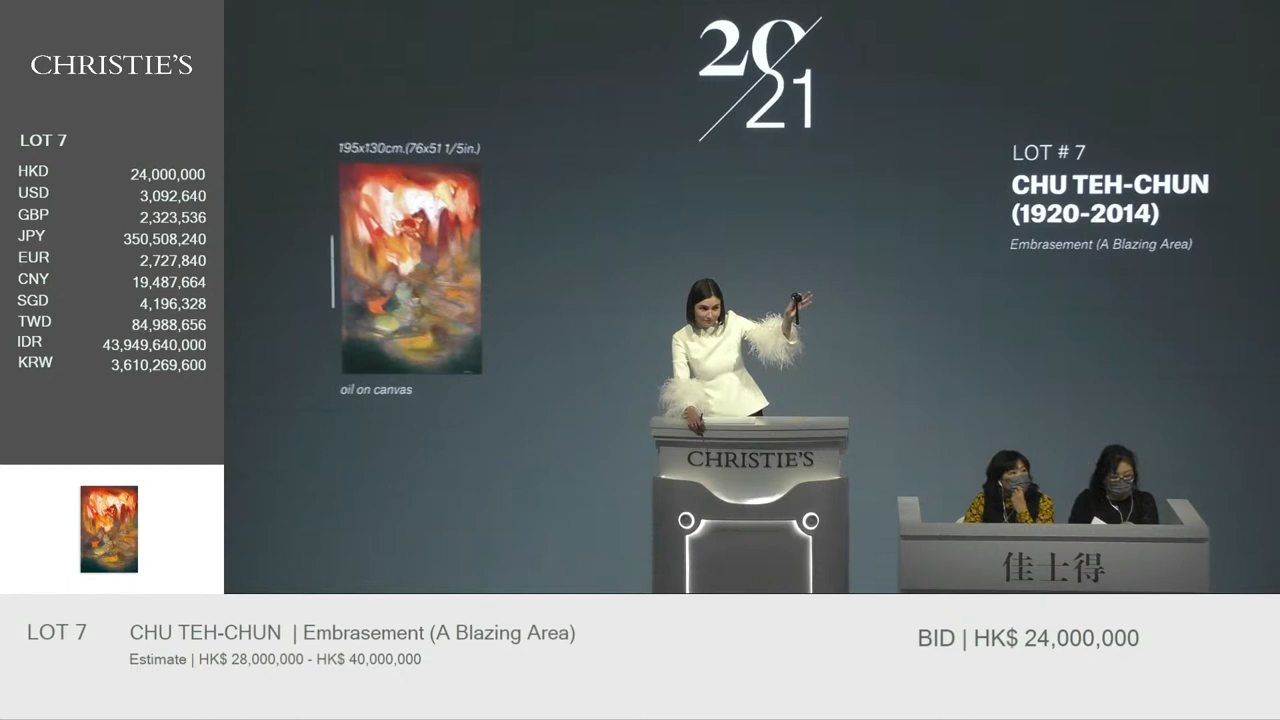 CHRISTIE'S
LOT 7
HKD 24,000,000
USD 3,092,640
GBP 2,323,536
JPY 350,508,240
EUR 2,727,840
CNY 19,487,664
SGD 4,196,328
TWD 84,988,656
IDR 43,949,640,000
KRW 3,610,269,600
20/21
195x130cm.(76x51 1/5in.)
oil on canvas
LOT # 7
CHU TEH-CHUN
(1920-2014)
Embrasement (A Blazing Area)
CHRISTIE'S
佳士得
LOT 7 CHU TEH-CHUN | Embrasement (A Blazing Area)
Estimate | HK$ 28,000,000 - HK$ 40,000,000
BID | HK$ 24,000,000